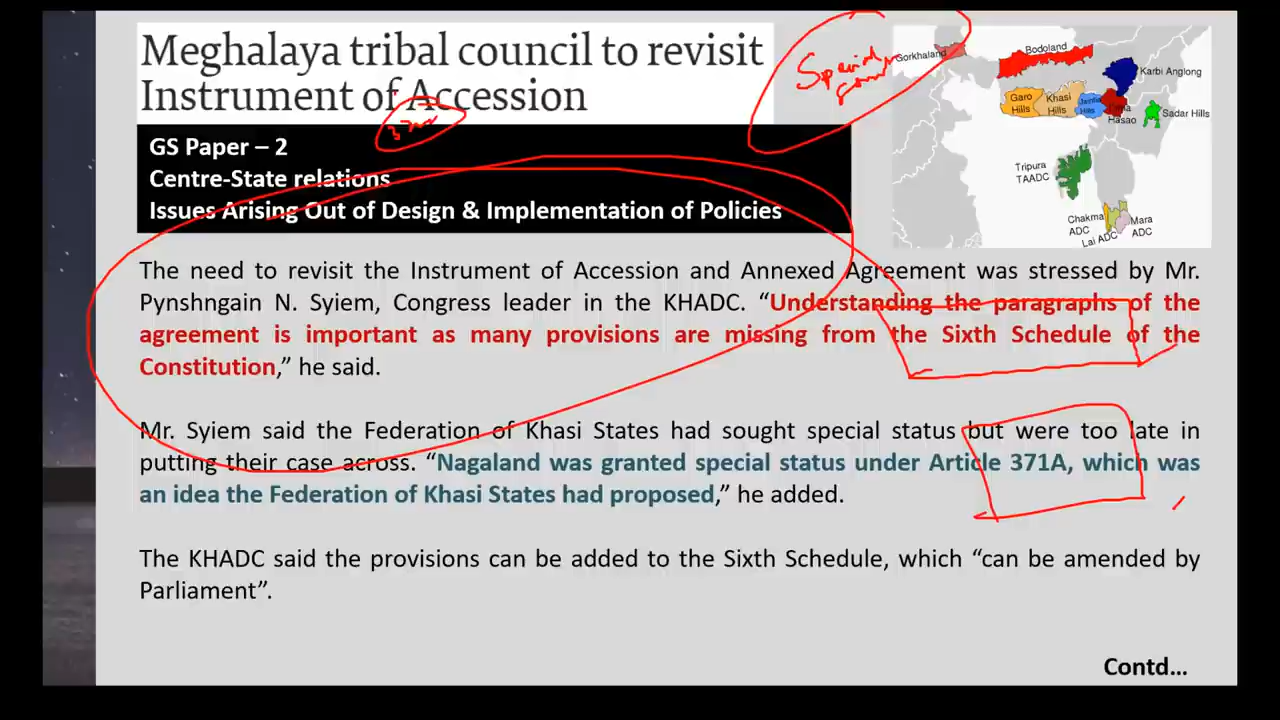 Meghalaya tribal council to revisit
Instrument of Accession
GS Paper – 2
Centre-State relations
Issues Arising Out of Design & Implementation of Policies
Special
Gorkhaland
Bodoland
Karbi Anglong
Garo
Hills
Khasi
Hills
Jaintia
Hills
Hasao
Sadar Hills
Tripura
TAADC
Chakma
ADC
Lai ADC
Mara
ADC
The need to revisit the Instrument of Accession and Annexed Agreement was stressed by Mr.
Pynshngain N. Syiem, Congress leader in the KHADC. “Understanding the paragraphs of the
agreement is important as many provisions are missing from the Sixth Schedule of the
Constitution,” he said.
Mr. Syiem said the Federation of Khasi States had sought special status but were too late in
putting their case across. “Nagaland was granted special status under Article 371A, which was
an idea the Federation of Khasi States had proposed,” he added.
The KHADC said the provisions can be added to the Sixth Schedule, which “can be amended by
Parliament”.
Contd…